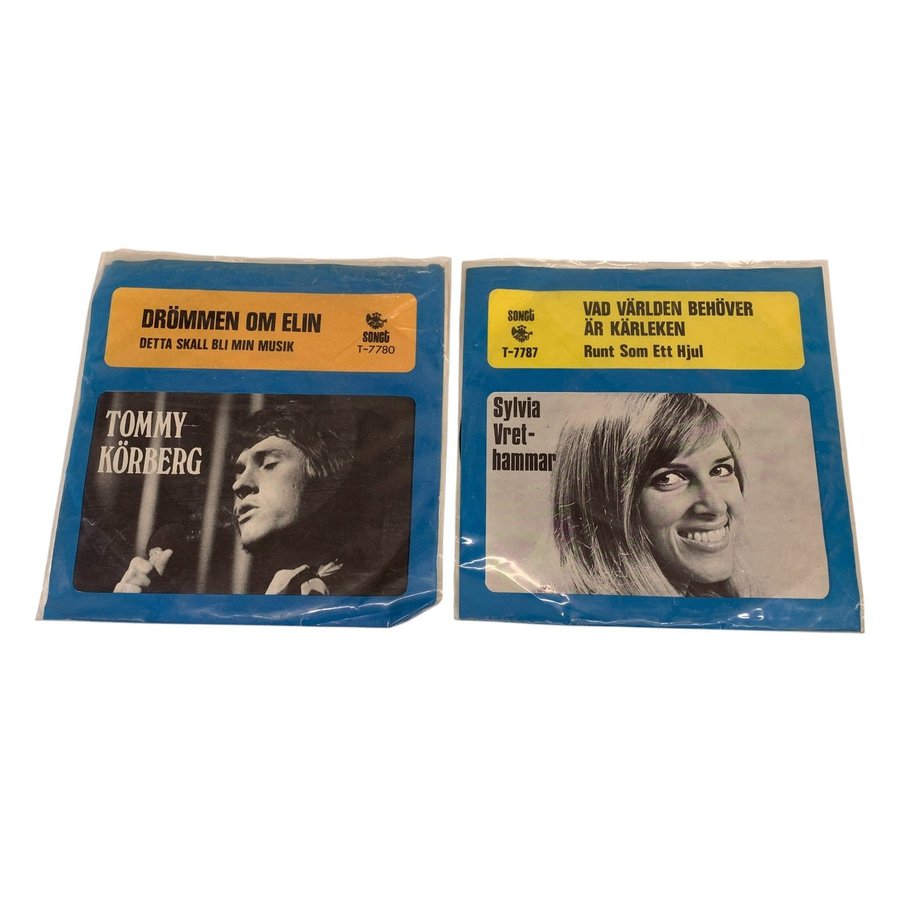 DRÖMMEN OM ELIN
DETTA SKALL BLI MIN MUSIK
SONET
T-7780
TOMMY
KÖRBERG
SONET
T-7787
VAD VÄRLDEN BEHÖVER
ÄR KÄRLEKEN
Runt Som Ett Hjul
Sylvia
Vret-
hammar